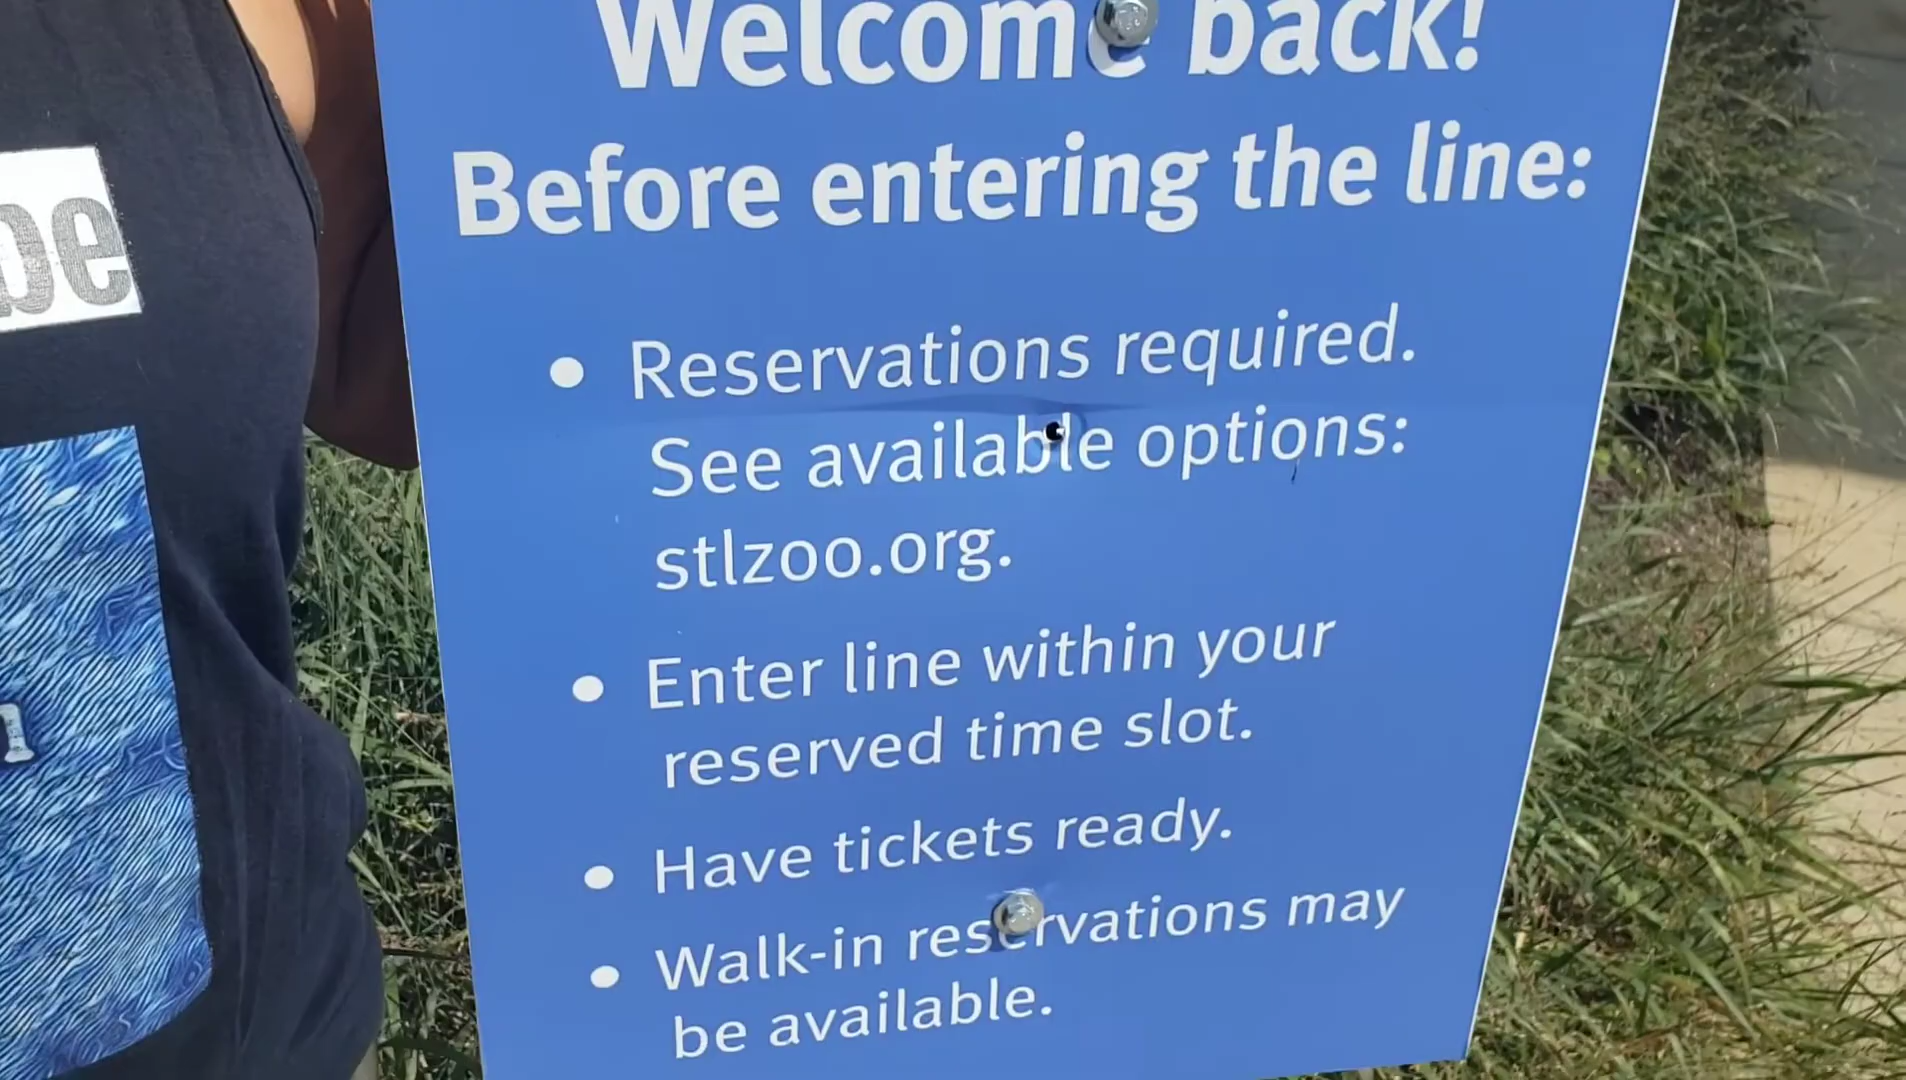 Welcome back!
Before entering the line:
• Reservations required.
See available options:
stlzoo.org.
• Enter line within your
reserved time slot.
• Have tickets ready.
• Walk-in reservations may
be available.
be